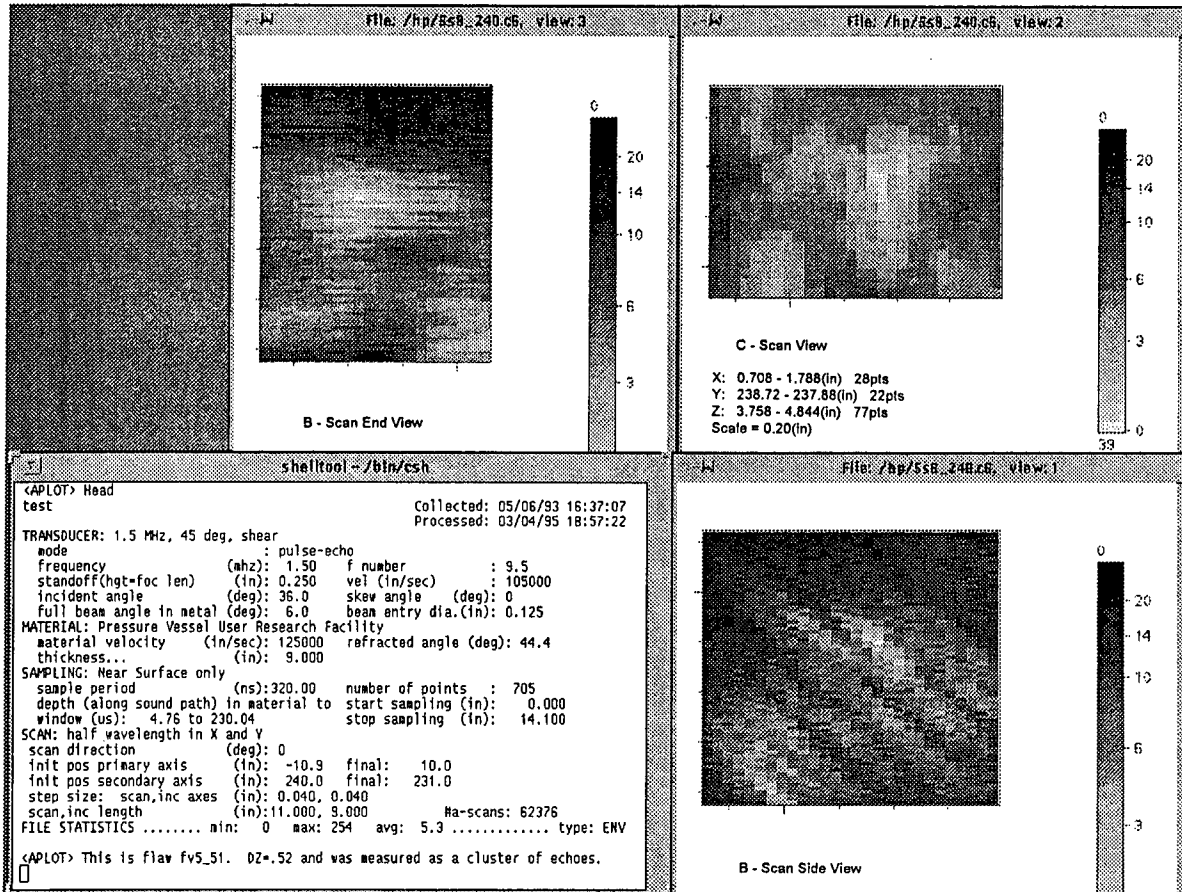 File: /hp/5s8_240.c6, view: 3
0
20
14
10
6
3
B - Scan End View
File: /hp/5s8_240.c6, view: 2
0
20
14
10
6
3
0
39
C - Scan View
X: 0.708 - 1.788(in) 28pts
Y: 238.72 - 237.88(in) 22pts
Z: 3.758 - 4.844(in) 77pts
Scale = 0.20(in)
shelltool - /bin/csh
<APLOT> Head
test Collected: 05/06/93 16:37:07
Processed: 03/04/95 18:57:22
TRANSDUCER: 1.5 MHz, 45 deg, shear
mode : pulse-echo
frequency (mhz): 1.50 f number : 9.5
standoff(hgt=foc len) (in): 0.250 vel (in/sec) : 105000
incident angle (deg): 36.0 skew angle (deg): 0
full beam angle in metal (deg): 6.0 beam entry dia.(in): 0.125
MATERIAL: Pressure Vessel User Research Facility
material velocity (in/sec): 125000 refracted angle (deg): 44.4
thickness... (in): 9.000
SAMPLING: Near Surface only
sample period (ns):320.00 number of points : 705
depth (along sound path) in material to start sampling (in): 0.000
window (us): 4.76 to 230.04 stop sampling (in): 14.100
SCAN: half wavelength in X and Y
scan direction (deg): 0
init pos primary axis (in): -10.9 final: 10.0
init pos secondary axis (in): 240.0 final: 231.0
step size: scan,inc axes (in): 0.040, 0.040
scan,inc length (in):11.000, 9.000 #a-scans: 62376
FILE STATISTICS ........ min: 0 max: 254 avg: 5.3 ............. type: ENV
<APLOT> This is flaw fv5_51. DZ=.52 and was measured as a cluster of echoes.
File: /hp/5s8_240.c6, view: 1
0
20
14
10
6
3
B - Scan Side View